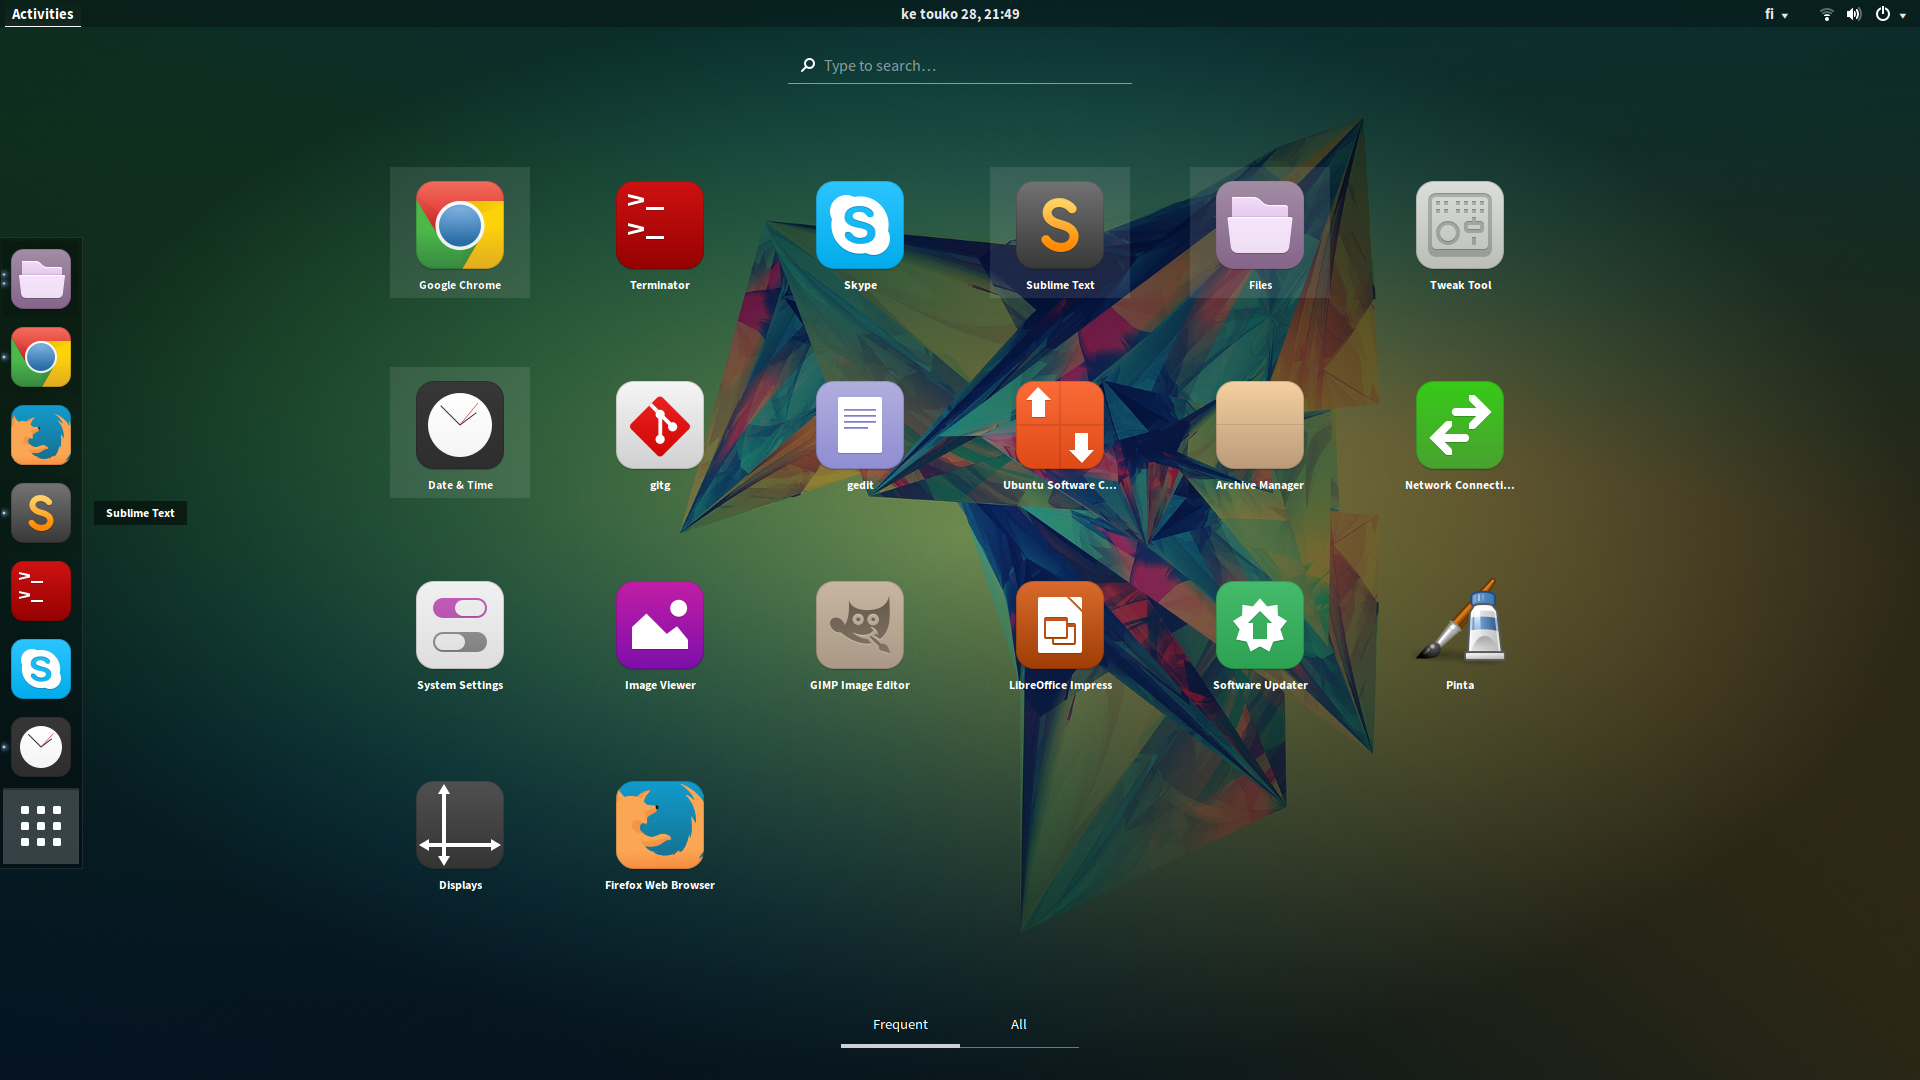 Activities
ke touko 28, 21:49
fi
Type to search…
Google Chrome
Terminator
Skype
Sublime Text
Files
Tweak Tool
Date & Time
gitg
gedit
Ubuntu Software C…
Archive Manager
Network Connecti…
Sublime Text
System Settings
Image Viewer
GIMP Image Editor
LibreOffice Impress
Software Updater
Pinta
Displays
Firefox Web Browser
Frequent
All